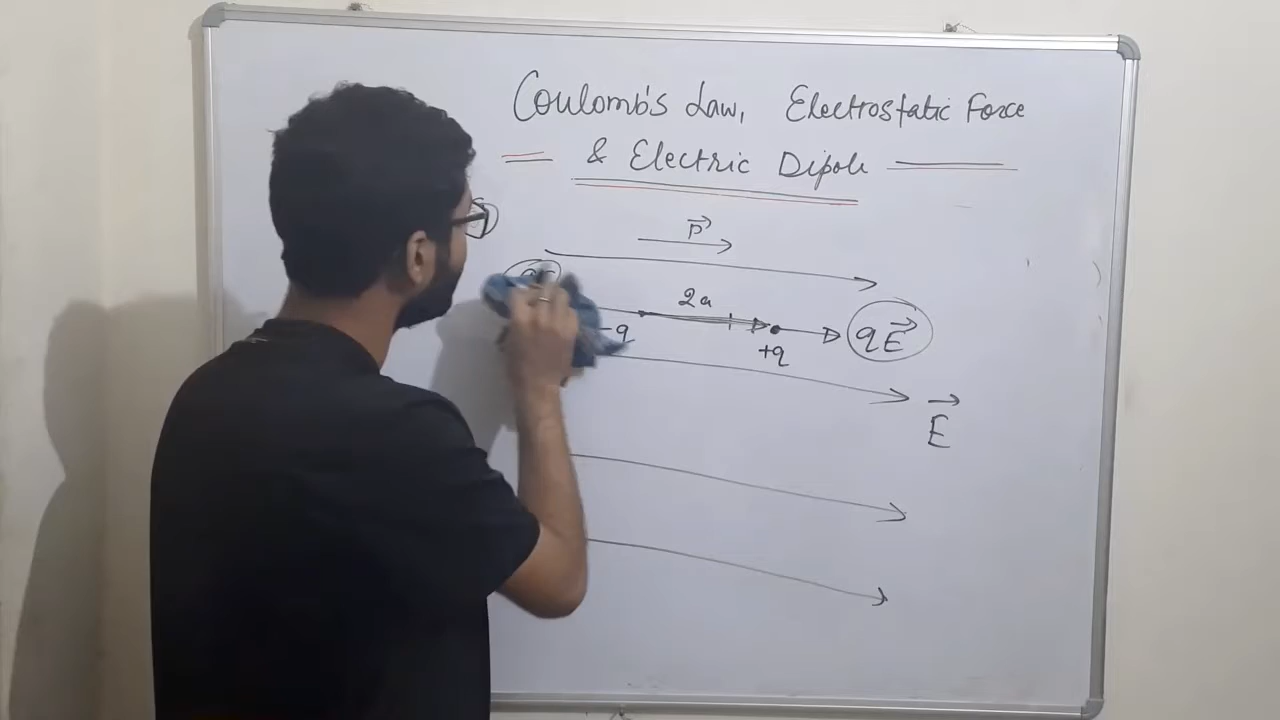 Coulomb's Law, Electrostatic Force
& Electric Dipole
P
2a
-q
+q
qE
E